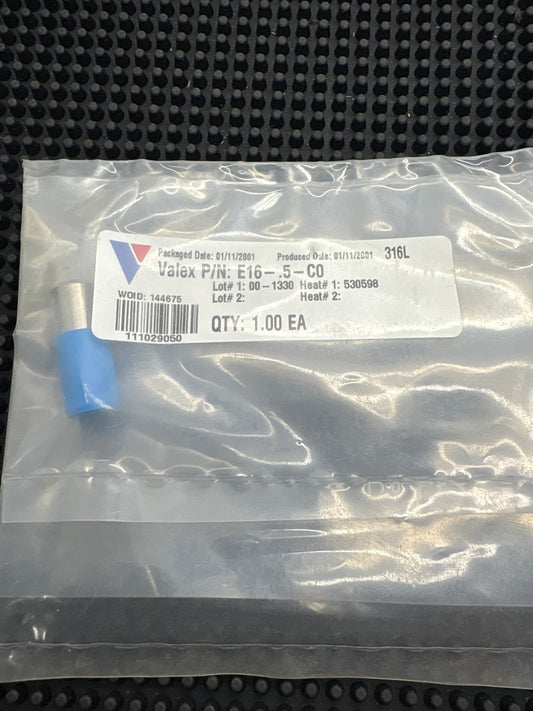 Packaged Date: 01/11/2001 Produced Date: 01/11/2001 316L
Valex P/N: E16-.5-C0
Lot# 1: 00-1330 Heat# 1: 530598
Lot# 2: Heat# 2:
WOID: 144675
QTY: 1.00 EA
111029050